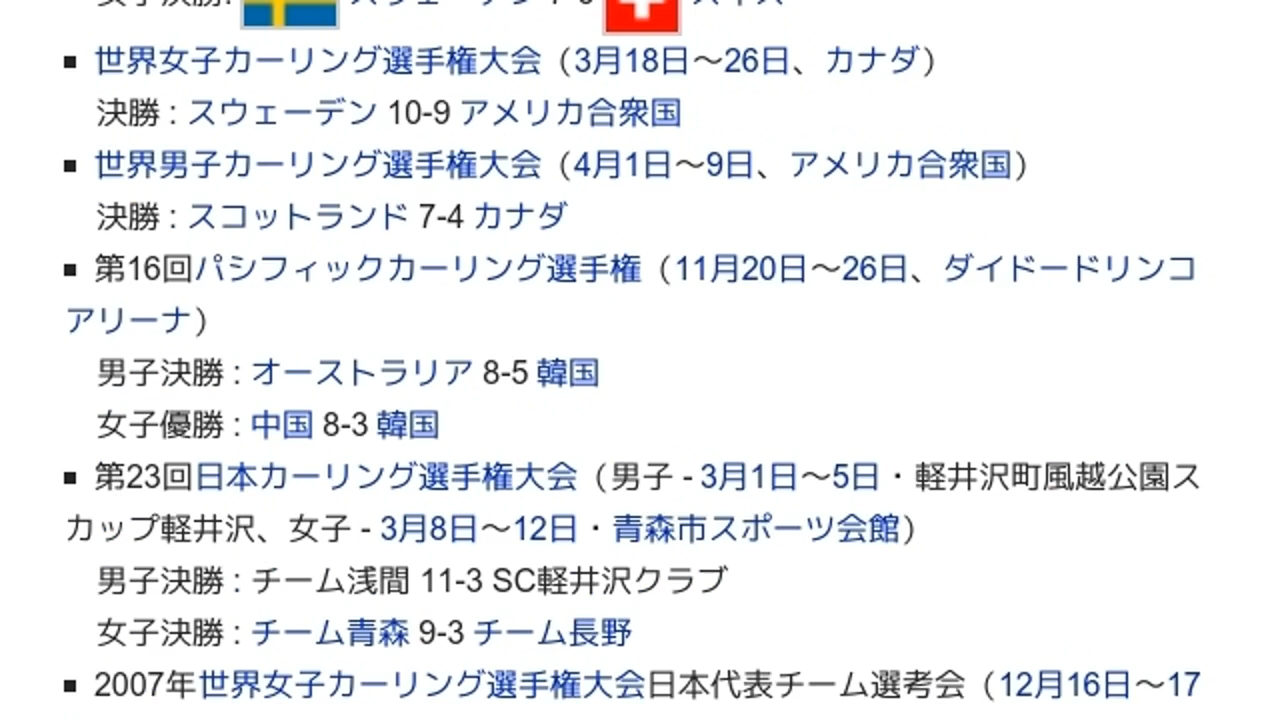 ■ 世界女子カーリング選手権大会（3月18日〜26日、カナダ）
決勝 : スウェーデン 10-9 アメリカ合衆国
■ 世界男子カーリング選手権大会（4月1日〜9日、アメリカ合衆国）
決勝 : スコットランド 7-4 カナダ
■ 第16回パシフィックカーリング選手権（11月20日〜26日、ダイドードリンコ
アリーナ）
男子決勝 : オーストラリア 8-5 韓国
女子優勝 : 中国 8-3 韓国
■ 第23回日本カーリング選手権大会（男子 - 3月1日〜5日・軽井沢町風越公園ス
カップ軽井沢、女子 - 3月8日〜12日・青森市スポーツ会館）
男子決勝 : チーム浅間 11-3 SC軽井沢クラブ
女子決勝 : チーム青森 9-3 チーム長野
■ 2007年世界女子カーリング選手権大会日本代表チーム選考会（12月16日〜17